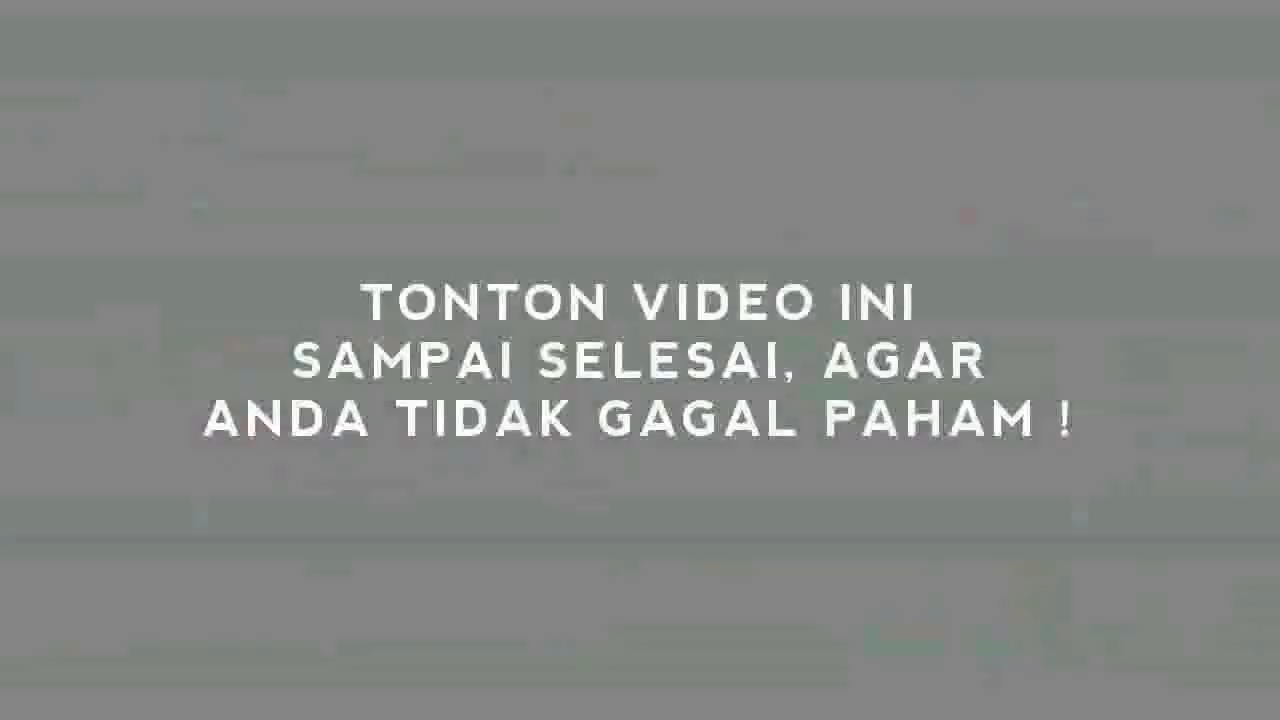 TONTON VIDEO INI
SAMPAI SELESAI, AGAR
ANDA TIDAK GAGAL PAHAM !